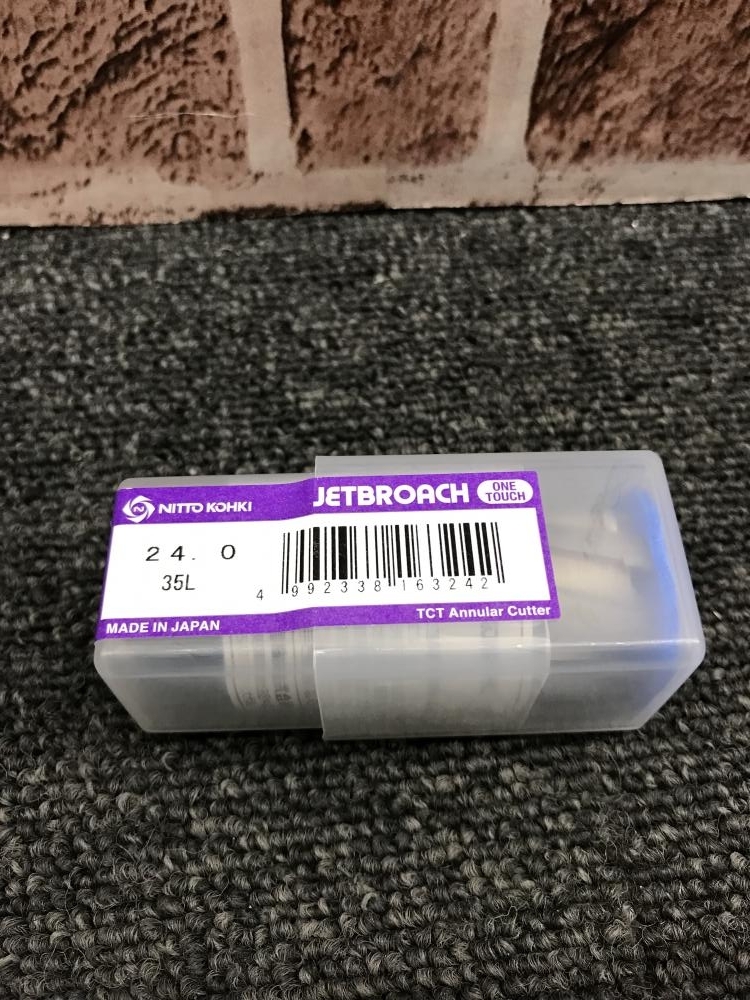 NITTO KOHKI
JETBROACH
ONE TOUCH
24.0
35L
4 992338 163242
MADE IN JAPAN
TCT Annular Cutter